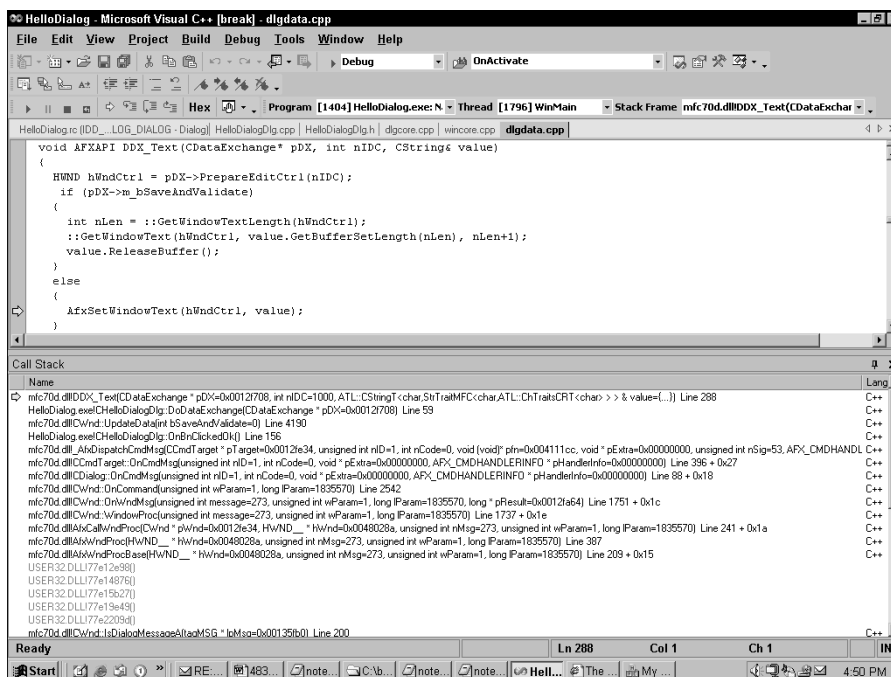 HelloDialog - Microsoft Visual C++ [break] - dlgdata.cpp
File Edit View Project Build Debug Tools Window Help
Debug OnActivate
Hex Program [1404] HelloDialog.exe: N Thread [1796] WinMain Stack Frame mfc70d.dll!DDX_Text(CDataExchar
HelloDialog.rc (IDD_...LOG_DIALOG - Dialog) HelloDialogDlg.cpp HelloDialogDlg.h dlgcore.cpp wincore.cpp dlgdata.cpp
void AFXAPI DDX_Text(CDataExchange* pDX, int nIDC, CString& value)
{
HWND hWndCtrl = pDX->PrepareEditCtrl(nIDC);
if (pDX->m_bSaveAndValidate)
{
int nLen = ::GetWindowTextLength(hWndCtrl);
::GetWindowText(hWndCtrl, value.GetBufferSetLength(nLen), nLen+1);
value.ReleaseBuffer();
}
else
{
AfxSetWindowText(hWndCtrl, value);
}
Call Stack
Name Lang
mfc70d.dll!DDX_Text(CDataExchange * pDX=0x0012f708, int nIDC=1000, ATL::CStringT<char,StrTraitMFC<char,ATL::ChTraitsCRT<char> > > & value={...}) Line 288 C++
HelloDialog.exe!CHelloDialogDlg::DoDataExchange(CDataExchange * pDX=0x0012f708) Line 59 C++
mfc70d.dll!CWnd::UpdateData(int bSaveAndValidate=0) Line 4190 C++
HelloDialog.exe!CHelloDialogDlg::OnBnClickedOk() Line 156 C++
mfc70d.dll!_AfxDispatchCmdMsg(CCmdTarget * pTarget=0x0012fe34, unsigned int nID=1, int nCode=0, void (void)* pfn=0x004111cc, void * pExtra=0x00000000, unsigned int nSig=53, AFX_CMDHANDL C++
mfc70d.dll!CCmdTarget::OnCmdMsg(unsigned int nID=1, int nCode=0, void * pExtra=0x00000000, AFX_CMDHANDLERINFO * pHandlerInfo=0x00000000) Line 396 + 0x27 C++
mfc70d.dll!CDialog::OnCmdMsg(unsigned int nID=1, int nCode=0, void * pExtra=0x00000000, AFX_CMDHANDLERINFO * pHandlerInfo=0x00000000) Line 88 + 0x18 C++
mfc70d.dll!CWnd::OnCommand(unsigned int wParam=1, long lParam=1835570) Line 2542 C++
mfc70d.dll!CWnd::OnWndMsg(unsigned int message=273, unsigned int wParam=1, long lParam=1835570, long * pResult=0x0012fa64) Line 1751 + 0x1c C++
mfc70d.dll!CWnd::WindowProc(unsigned int message=273, unsigned int wParam=1, long lParam=1835570) Line 1737 + 0x1e C++
mfc70d.dll!AfxCallWndProc(CWnd * pWnd=0x0012fe34, HWND__ * hWnd=0x0048028a, unsigned int nMsg=273, unsigned int wParam=1, long lParam=1835570) Line 241 + 0x1a C++
mfc70d.dll!AfxWndProc(HWND__ * hWnd=0x0048028a, unsigned int nMsg=273, unsigned int wParam=1, long lParam=1835570) Line 387 C++
mfc70d.dll!AfxWndProcBase(HWND__ * hWnd=0x0048028a, unsigned int nMsg=273, unsigned int wParam=1, long lParam=1835570) Line 209 + 0x15 C++
USER32.DLL!77e12e98()
USER32.DLL!77e14876()
USER32.DLL!77e15b27()
USER32.DLL!77e19e49()
USER32.DLL!77e2209d()
mfc70d.dll!CWnd::IsDialogMessageA(tagMSG * lpMsg=0x00135fb0) Line 200 C++
Ready Ln 288 Col 1 Ch 1 IN
Start » RE:... 483... note... C:\b... note... note... Hell... The ... My ... 4:50 PM